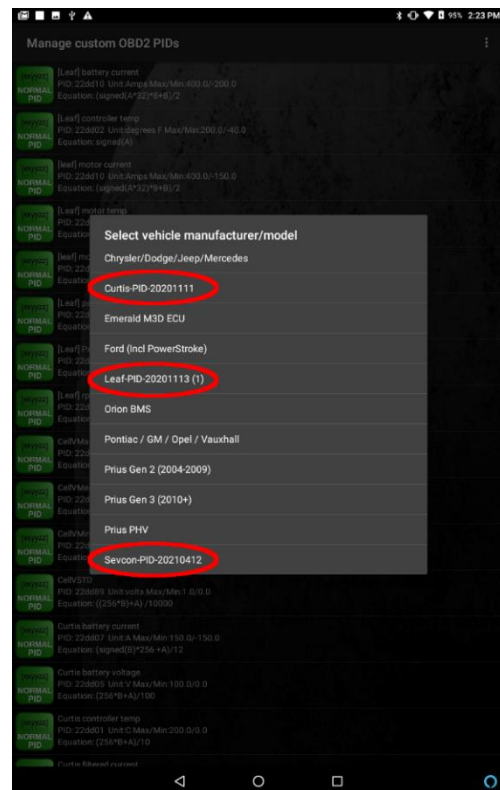 95% 2:23 PM
Manage custom OBD2 PIDs
[Leaf] battery current
PID: 22dd10 Unit:Amps Max/Min:400.0/-200.0
NORMAL PID
Equation: (signed(A*32)*8+B)/2
[Leaf] controller temp
PID: 22dd02 Unit:degrees F Max/Min:200.0/-40.0
NORMAL PID
Equation: signed(A)
[leaf] motor current
PID: 22dd10 Unit:Amps Max/Min:400.0/-150.0
NORMAL PID
[Leaf] motor temp
PID: 22d
NORMAL PID
Equation
Select vehicle manufacturer/model
Chrysler/Dodge/Jeep/Mercedes
Curtis-PID-20201111
Emerald M3D ECU
Ford (Incl PowerStroke)
Leaf-PID-20201113 (1)
Orion BMS
Pontiac / GM / Opel / Vauxhall
Prius Gen 2 (2004-2009)
Prius Gen 3 (2010+)
Prius PHV
Sevcon-PID-20210412
CellVSTD
PID: 22dd09 Unit:volts Max/Min:1.0/0.0
NORMAL PID
Equation: ((256*B)+A) /10000
Curtis battery current
PID: 22dd07 Unit:A Max/Min:150.0/-150.0
NORMAL PID
Equation: (signed(B)*256 +A)/12
Curtis battery voltage
PID: 22dd05 Unit:V Max/Min:100.0/0.0
NORMAL PID
Equation: (256*B+A)/100
Curtis controller temp
PID: 22dd01 Unit:C Max/Min:200.0/0.0
NORMAL PID
Equation: (256*B+A)/10
Curtis filtered current